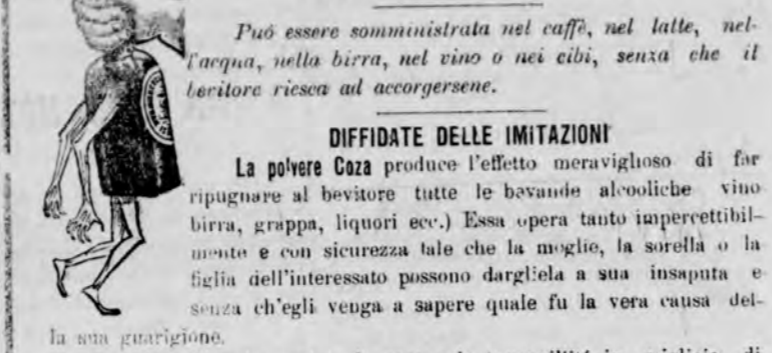 Può essere somministrata nel caffè, nel latte, nel-
l'acqua, nella birra, nel vino o nei cibi, senza che il
bevitore riesca ad accorgersene.
DIFFIDATE DELLE IMITAZIONI
La polvere Coza produce l'effetto meraviglioso di far
ripugnare al bevitore tutte le bevande alcooliche vino
birra, grappa, liquori ecc.) Essa opera tanto impercettibil-
mente e con sicurezza tale che la moglie, la sorella o la
figlia dell'interessato possono dargliela a sua insaputa e
senza ch'egli venga a sapere quale fu la vera causa del-
la sua guarigione.